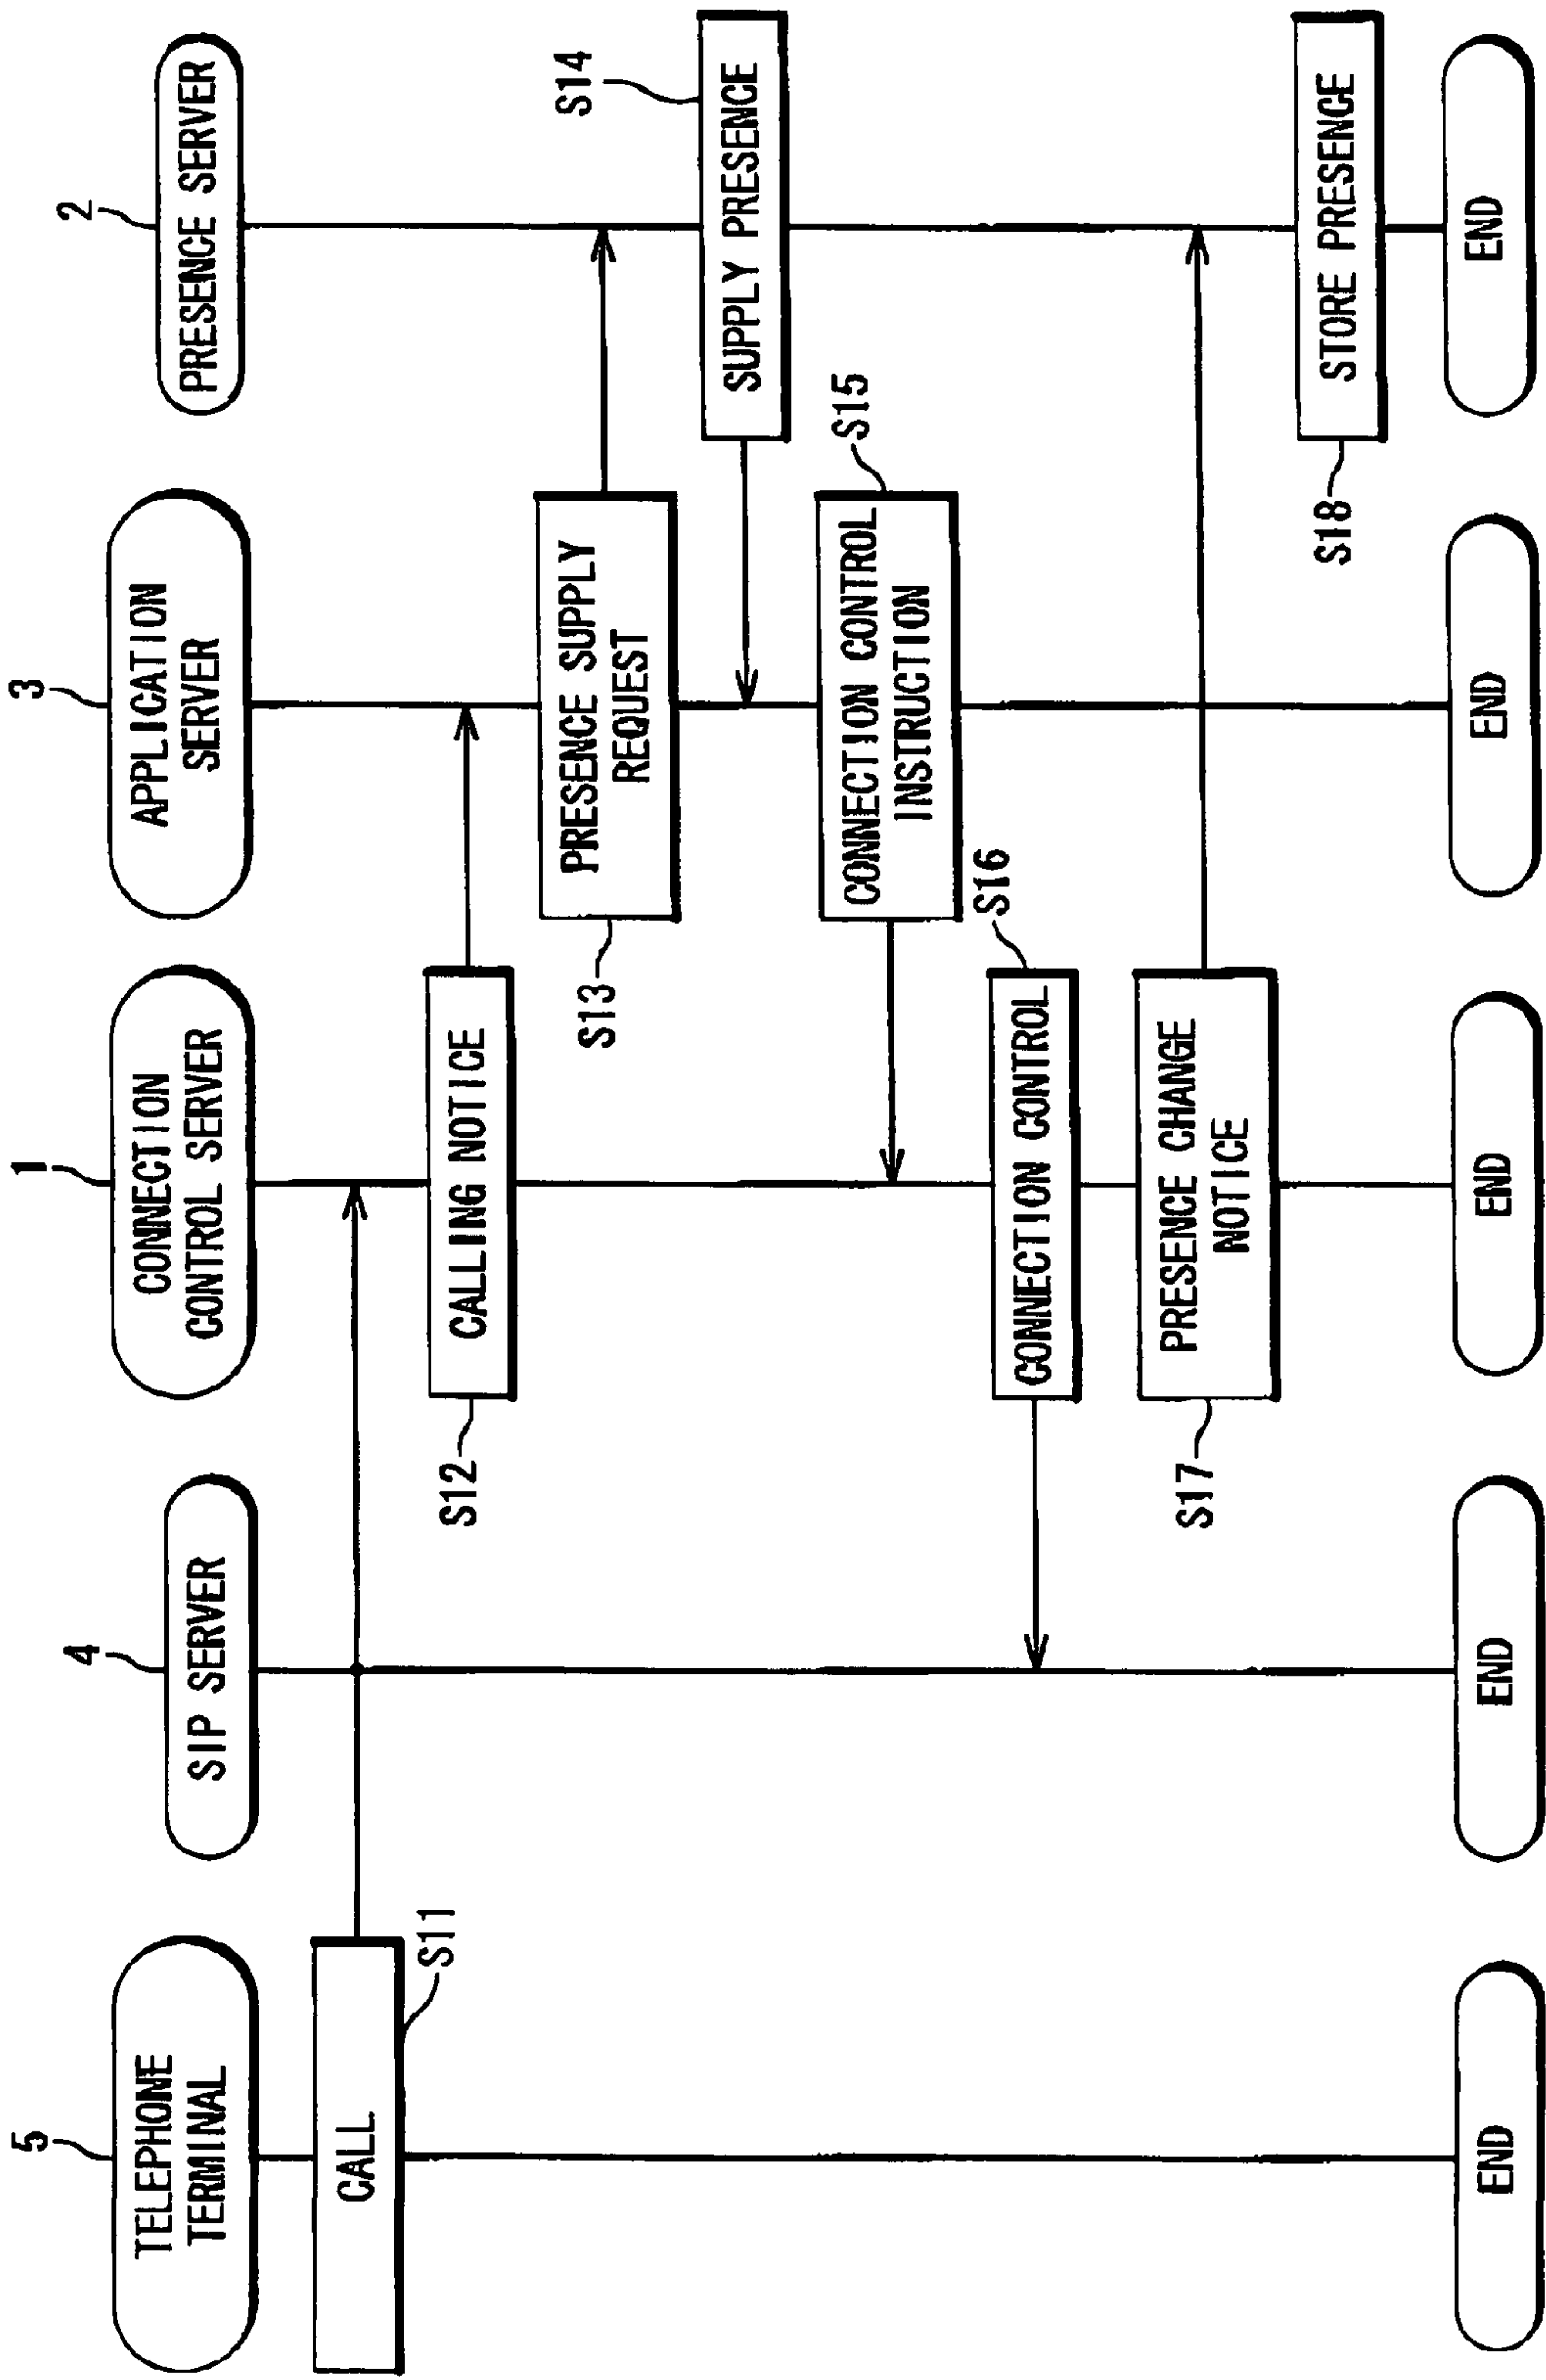 5
TELEPHONE
TERMINAL
4
SIP SERVER
1
CONNECTION
CONTROL SERVER
3
APPLICATION
SERVER
2
PRESENCE SERVER
CALL
S11
CALLING NOTICE
S12
PRESENCE SUPPLY
REQUEST
S13
SUPPLY PRESENCE
S14
CONNECTION CONTROL
INSTRUCTION
S15
CONNECTION CONTROL
S16
PRESENCE CHANGE
NOTICE
S17
STORE PRESENCE
S18
END
END
END
END
END